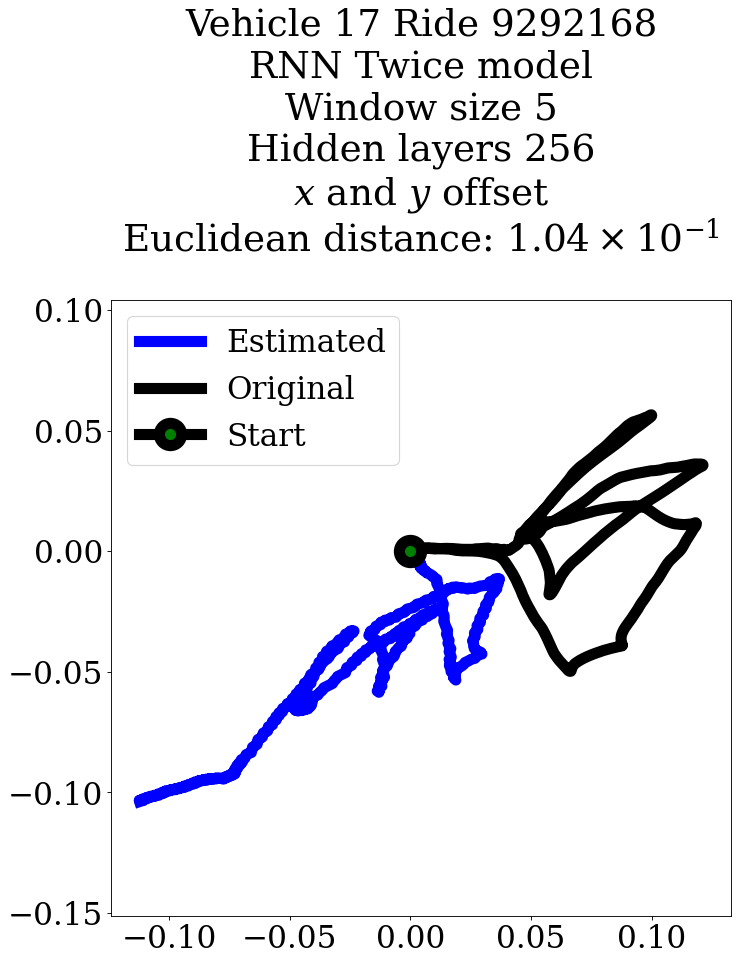 Vehicle 17 Ride 9292168
RNN Twice model
Window size 5
Hidden layers 256
x and y offset
Euclidean distance: 1.04 × 10⁻¹
0.10
0.05
0.00
−0.05
−0.10
−0.15
Estimated
Original
Start
−0.10 −0.05 0.00 0.05 0.10